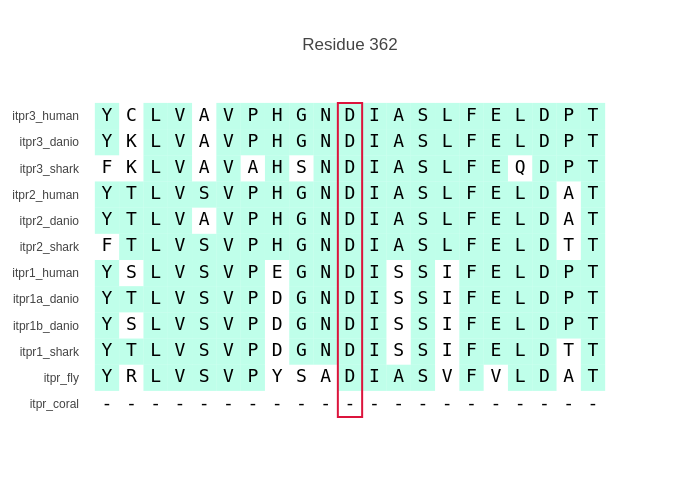 Residue 362
itpr3_human Y C L V A V P H G N D I A S L F E L D P T
itpr3_danio Y K L V A V P H G N D I A S L F E L D P T
itpr3_shark F K L V A V A H S N D I A S L F E Q D P T
itpr2_human Y T L V S V P H G N D I A S L F E L D A T
itpr2_danio Y T L V A V P H G N D I A S L F E L D A T
itpr2_shark F T L V S V P H G N D I A S L F E L D T T
itpr1_human Y S L V S V P E G N D I S S I F E L D P T
itpr1a_danio Y T L V S V P D G N D I S S I F E L D P T
itpr1b_danio Y S L V S V P D G N D I S S I F E L D P T
itpr1_shark Y T L V S V P D G N D I S S I F E L D T T
itpr_fly Y R L V S V P Y S A D I A S V F V L D A T
itpr_coral - - - - - - - - - - - - - - - - - - - - -